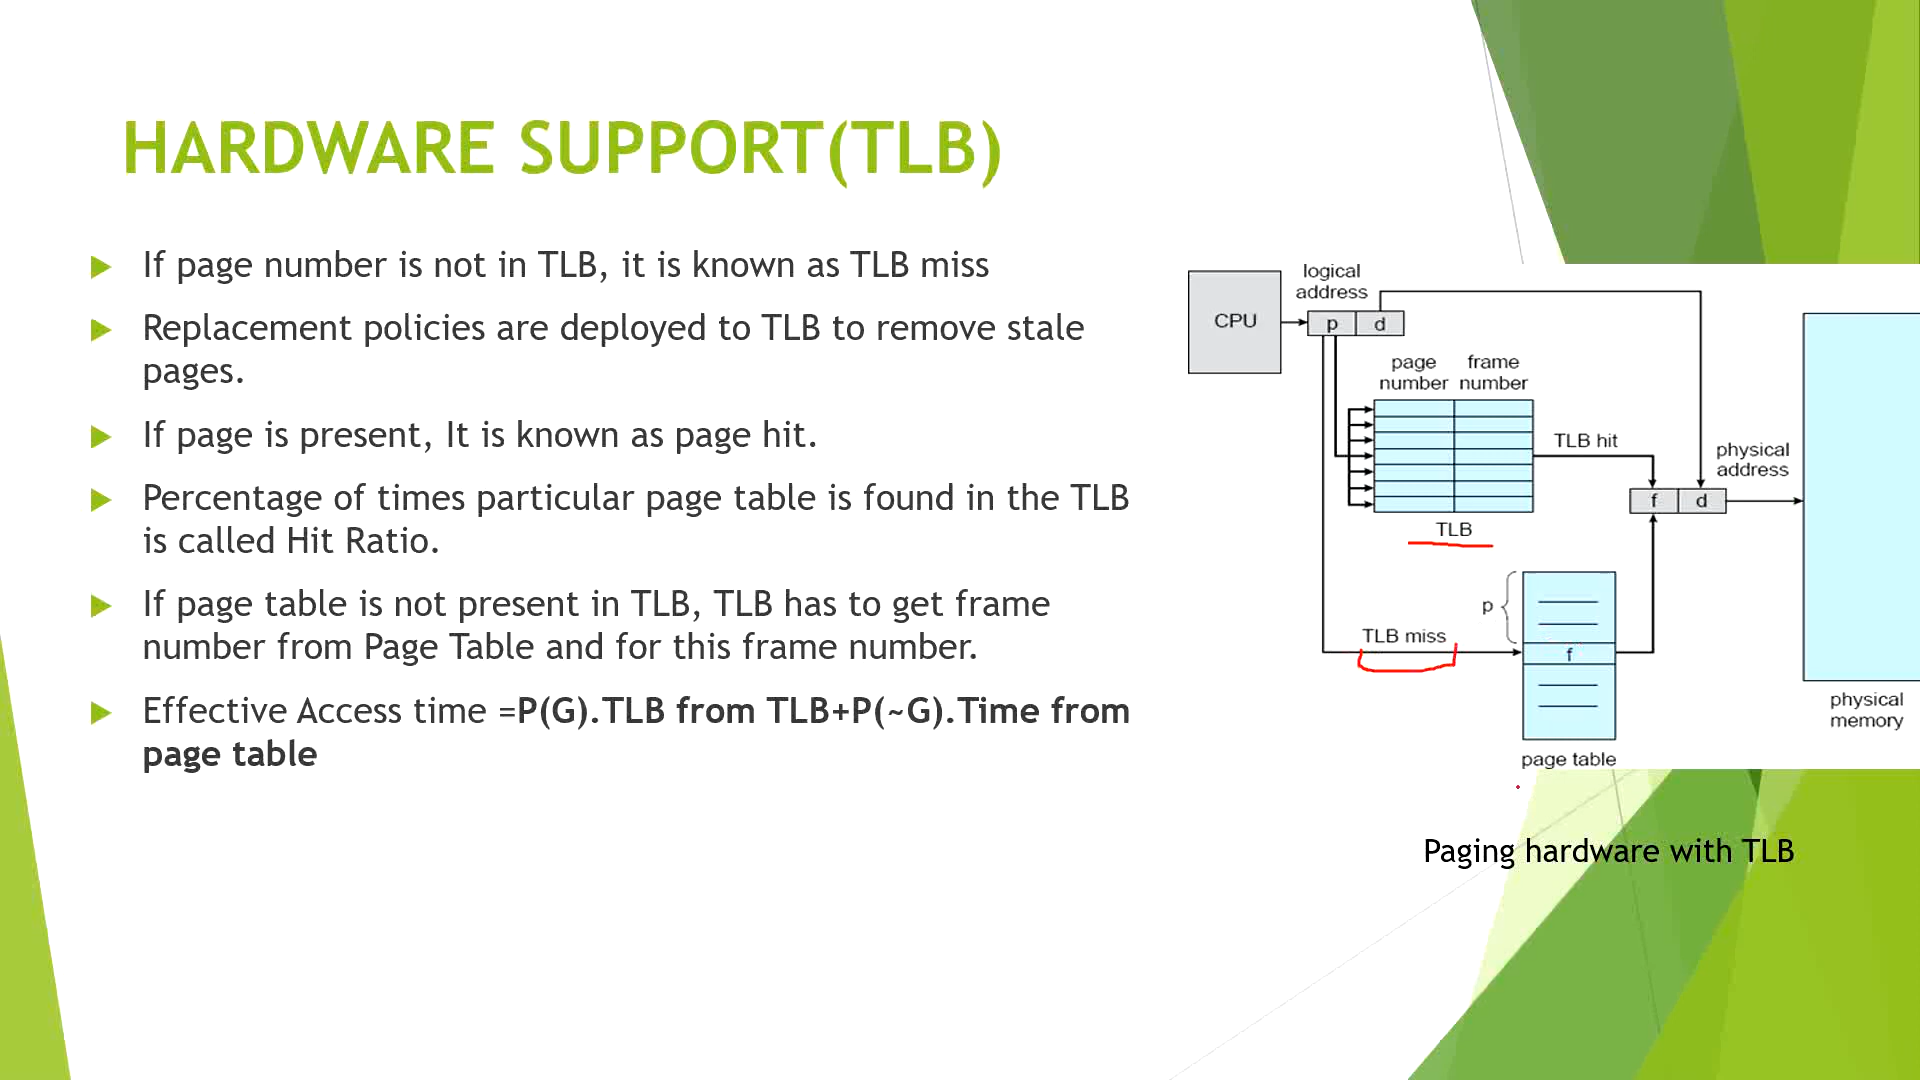 HARDWARE SUPPORT(TLB)
If page number is not in TLB, it is known as TLB miss
Replacement policies are deployed to TLB to remove stale
pages.
If page is present, It is known as page hit.
Percentage of times particular page table is found in the TLB
is called Hit Ratio.
If page table is not present in TLB, TLB has to get frame
number from Page Table and for this frame number.
Effective Access time =P(G).TLB from TLB+P(~G).Time from
page table
logical
address
CPU
p d
page frame
number number
TLB hit
physical
address
f d
TLB
p
TLB miss
f
physical
memory
page table
Paging hardware with TLB